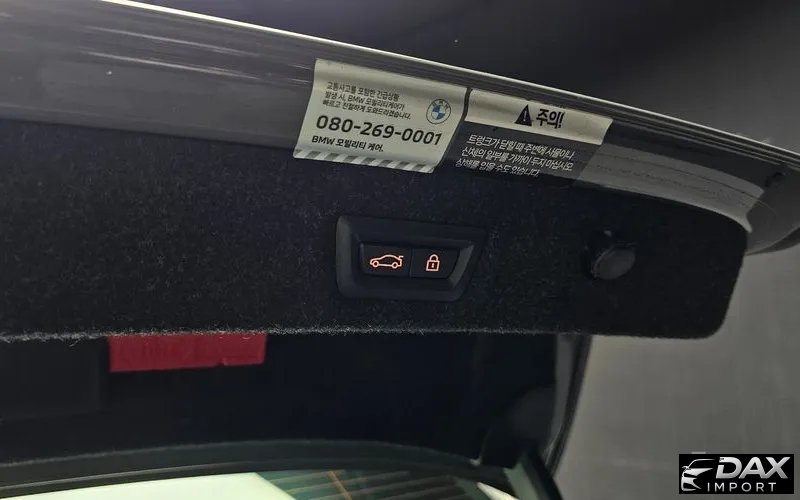 교통사고를 포함한 긴급상황
발생 시, BMW 모빌리티케어가
빠르고 친절하게 도와드리겠습니다.
080-269-0001
BMW 모빌리티 케어.
주의!
트렁크가 닫힐 때 주변에 사물이나
신체의 일부를 가까이 두지 마십시오
상해를 입을 수도 있습니다.
DAX
IMPORT